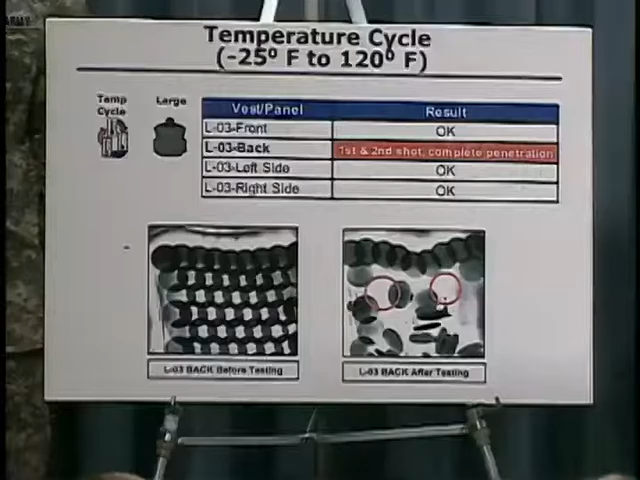 Temperature Cycle
(-25° F to 120° F)
Temp
Cycle
Large
Vest/Panel Result
L-03-Front OK
L-03-Back 1st & 2nd shot, complete penetration
L-03-Left Side OK
L-03-Right Side OK
L-03 BACK Before Testing
L-03 BACK After Testing